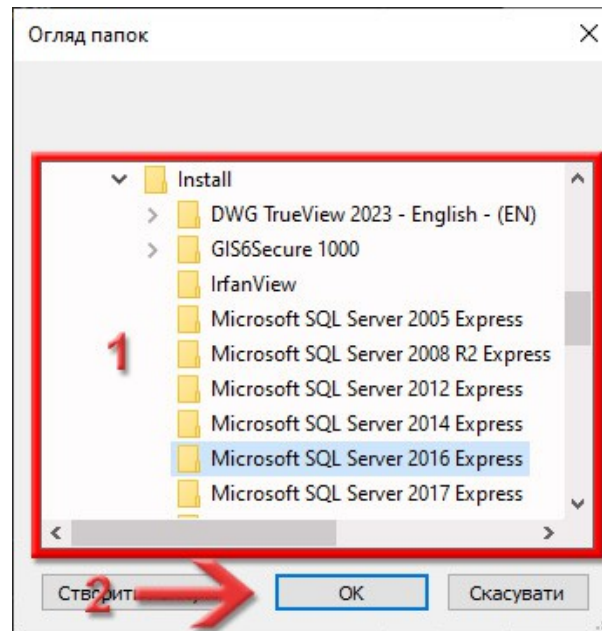 Огляд папок
Install
DWG TrueView 2023 - English - (EN)
GIS6Secure 1000
IrfanView
Microsoft SQL Server 2005 Express
1
Microsoft SQL Server 2008 R2 Express
Microsoft SQL Server 2012 Express
Microsoft SQL Server 2014 Express
Microsoft SQL Server 2016 Express
Microsoft SQL Server 2017 Express
2
OK
Скасувати